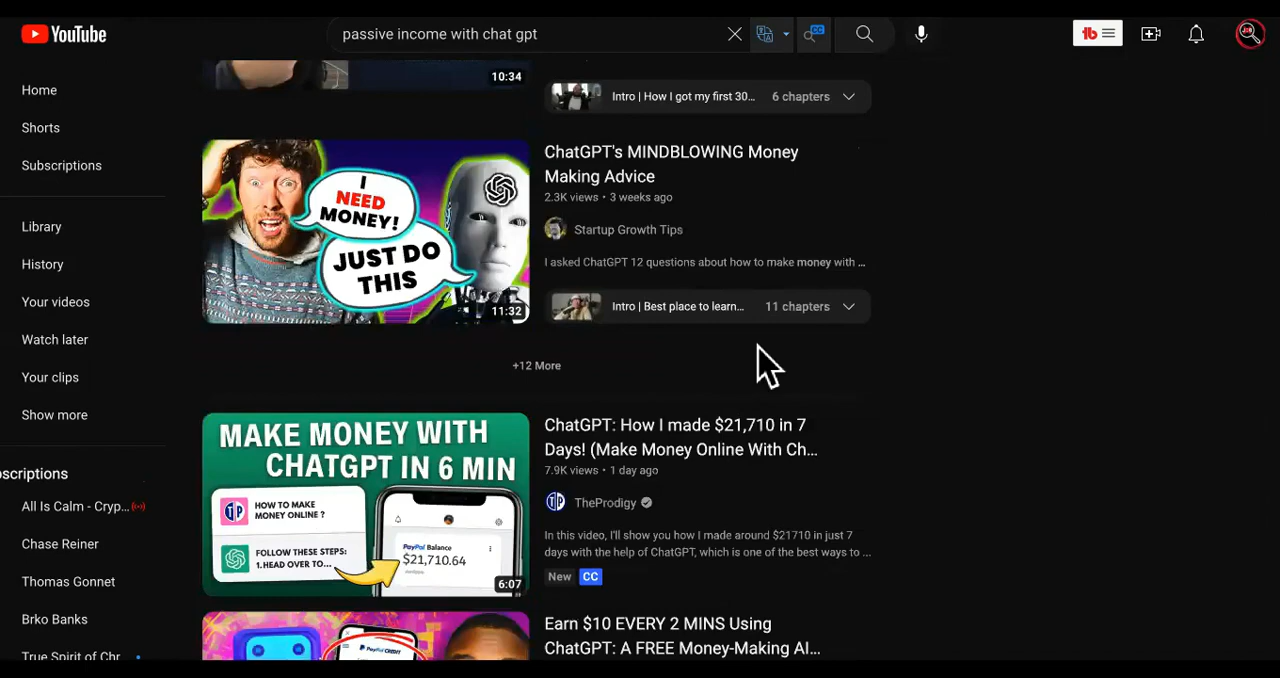 YouTube
passive income with chat gpt
CC
tb
Home
Shorts
Subscriptions
Library
History
Your videos
Watch later
Your clips
Show more
bscriptions
All Is Calm - Cryp...
Chase Reiner
Thomas Gonnet
Brko Banks
True Spirit of Chr
10:34
Intro | How I got my first 30... 6 chapters
I
NEED
MONEY!
JUST DO
THIS
11:32
ChatGPT's MINDBLOWING Money
Making Advice
2.3K views • 3 weeks ago
Startup Growth Tips
I asked ChatGPT 12 questions about how to make money with ...
Intro | Best place to learn... 11 chapters
+12 More
MAKE MONEY WITH
CHATGPT IN 6 MIN
TP
HOW TO MAKE
MONEY ONLINE ?
FOLLOW THESE STEPS:
1.HEAD OVER TO...
PayPal Balance
$21,710.64
6:07
ChatGPT: How I made $21,710 in 7
Days! (Make Money Online With Ch...
7.9K views • 1 day ago
TP
TheProdigy
In this video, I'll show you how I made around $21710 in just 7
days with the help of ChatGPT, which is one of the best ways to ...
New CC
PayPal CREDIT
Earn $10 EVERY 2 MINS Using
ChatGPT: A FREE Money-Making AI...